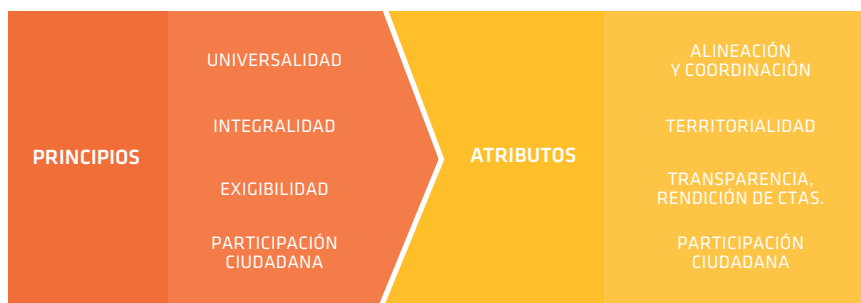 PRINCIPIOS
UNIVERSALIDAD
INTEGRALIDAD
EXIGIBILIDAD
PARTICIPACIÓN
CIUDADANA
ATRIBUTOS
ALINEACIÓN
Y COORDINACIÓN
TERRITORIALIDAD
TRANSPARENCIA,
RENDICIÓN DE CTAS.
PARTICIPACIÓN
CIUDADANA